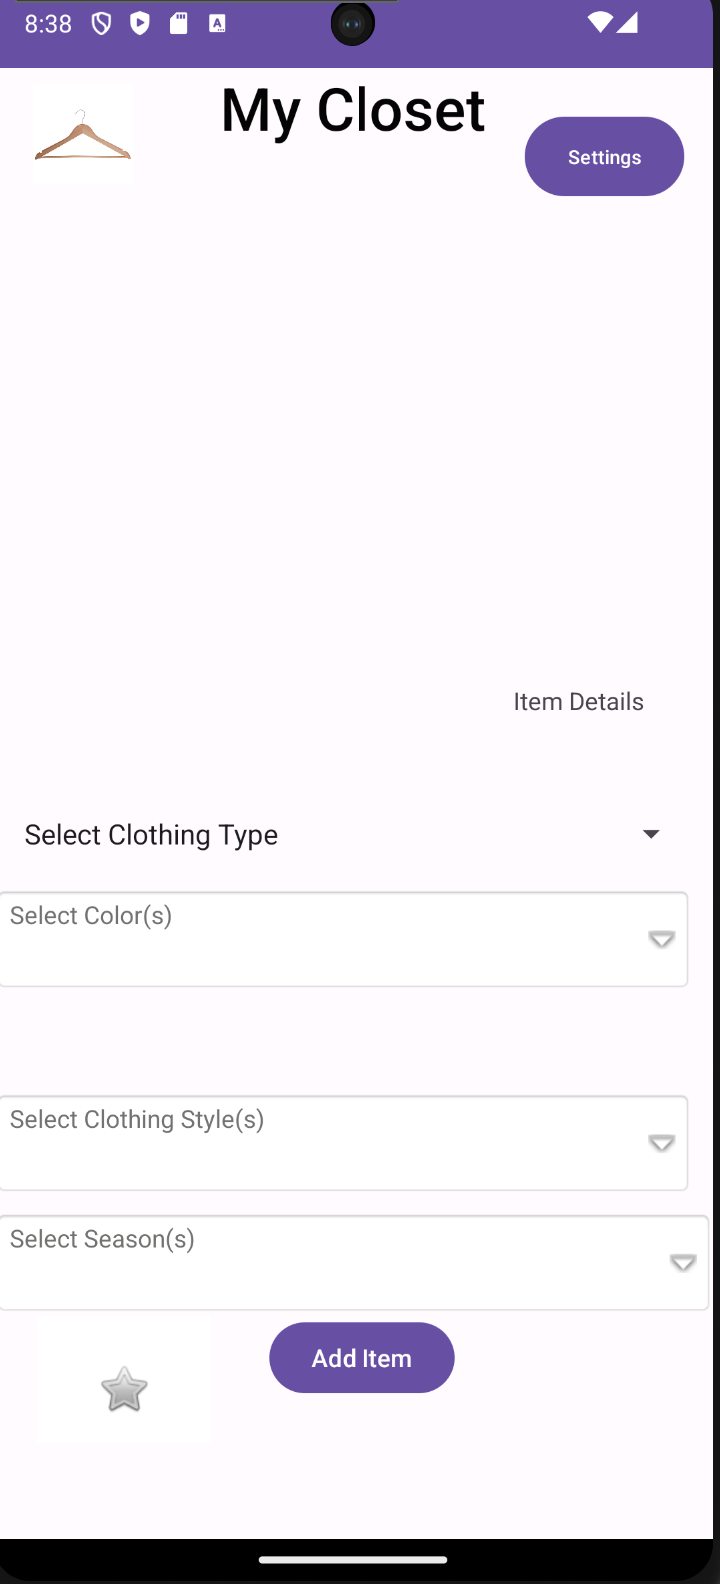 8:38
My Closet
Settings
Item Details
Select Clothing Type
Select Color(s)
Select Clothing Style(s)
Select Season(s)
Add Item